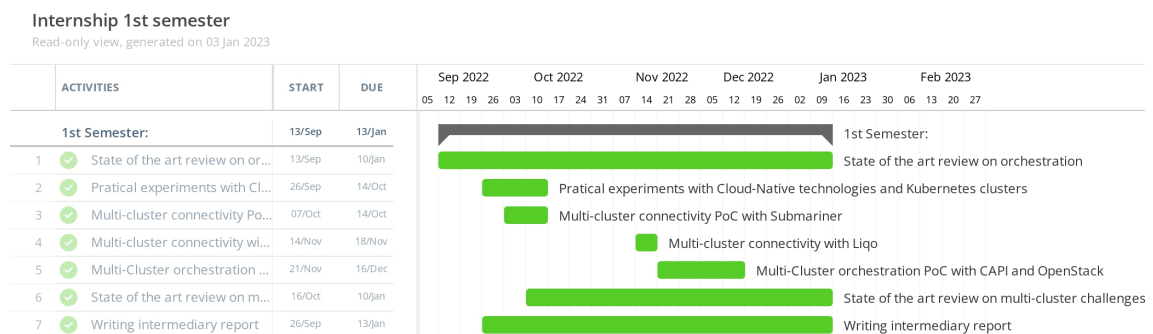 Internship 1st semester
Read-only view, generated on 03 Jan 2023
Sep 2022 Oct 2022 Nov 2022 Dec 2022 Jan 2023 Feb 2023
ACTIVITIES START DUE
05 12 19 26 03 10 17 24 31 07 14 21 28 05 12 19 26 02 09 16 23 30 06 13 20 27
1st Semester: 13/Sep 13/Jan 1st Semester:
1 State of the art review on or... 13/Sep 10/Jan State of the art review on orchestration
2 Pratical experiments with Cl... 26/Sep 14/Oct Pratical experiments with Cloud-Native technologies and Kubernetes clusters
3 Multi-cluster connectivity Po... 07/Oct 14/Oct Multi-cluster connectivity PoC with Submariner
4 Multi-cluster connectivity wi... 14/Nov 18/Nov Multi-cluster connectivity with Liqo
5 Multi-Cluster orchestration ... 21/Nov 16/Dec Multi-Cluster orchestration PoC with CAPI and OpenStack
6 State of the art review on m... 16/Oct 10/Jan State of the art review on multi-cluster challenges
7 Writing intermediary report 26/Sep 13/Jan Writing intermediary report